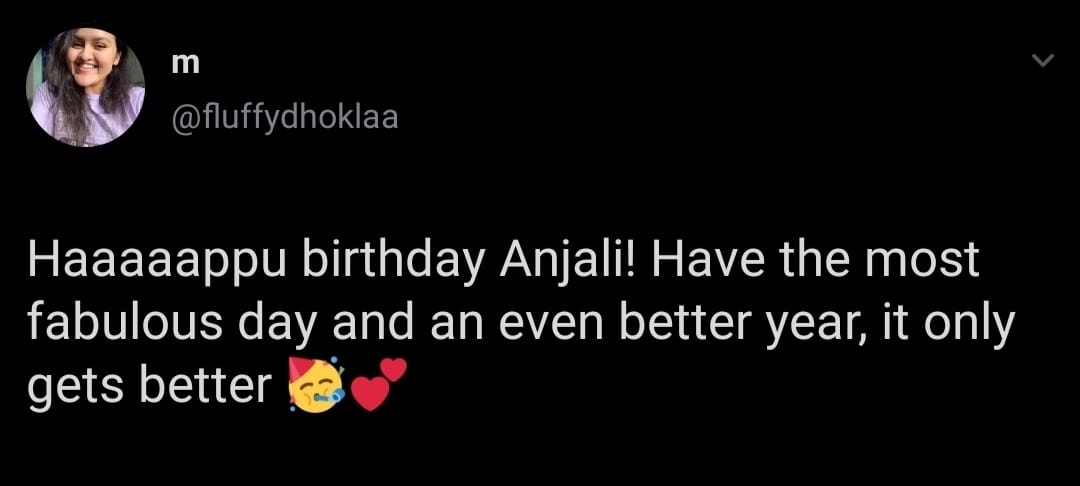 m
@fluffydhoklaa
Haaaaappu birthday Anjali! Have the most
fabulous day and an even better year, it only
gets better 🥳💕